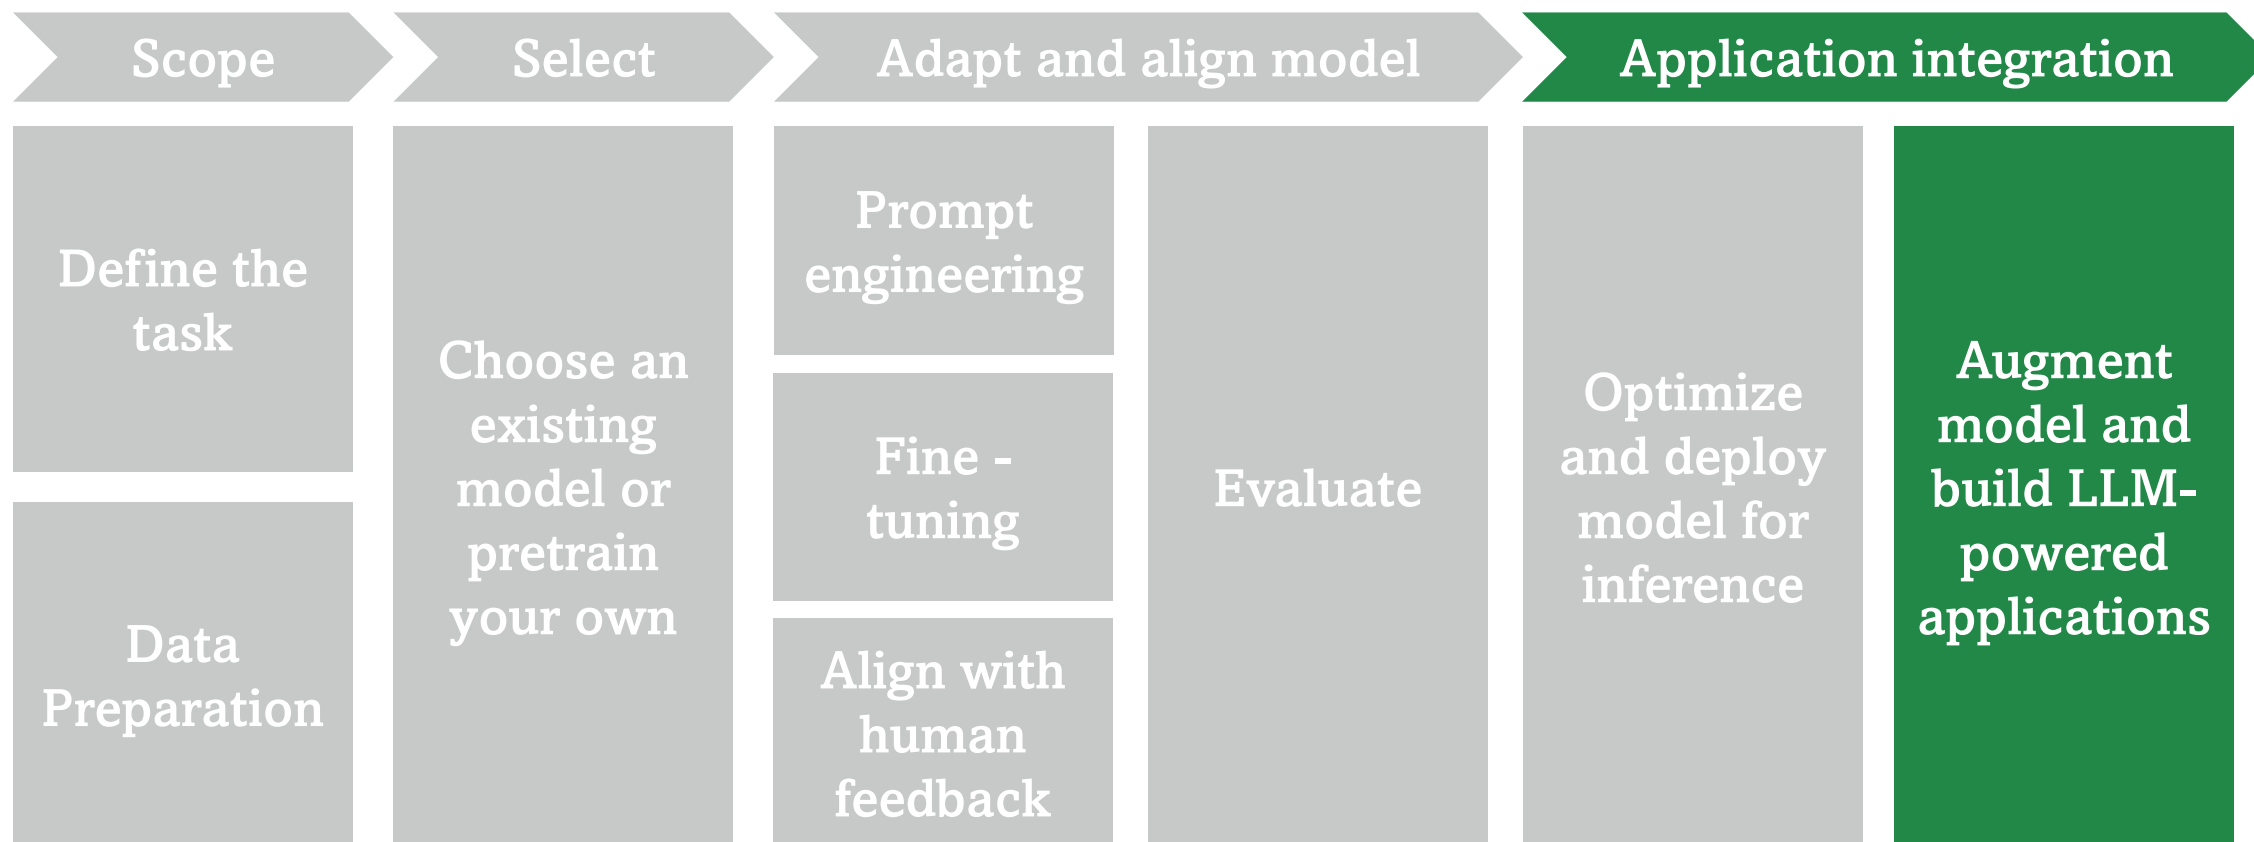 Scope
Select
Adapt and align model
Application integration
Define the
task
Data
Preparation
Choose an
existing
model or
pretrain
your own
Prompt
engineering
Fine -
tuning
Align with
human
feedback
Evaluate
Optimize
and deploy
model for
inference
Augment
model and
build LLM-
powered
applications